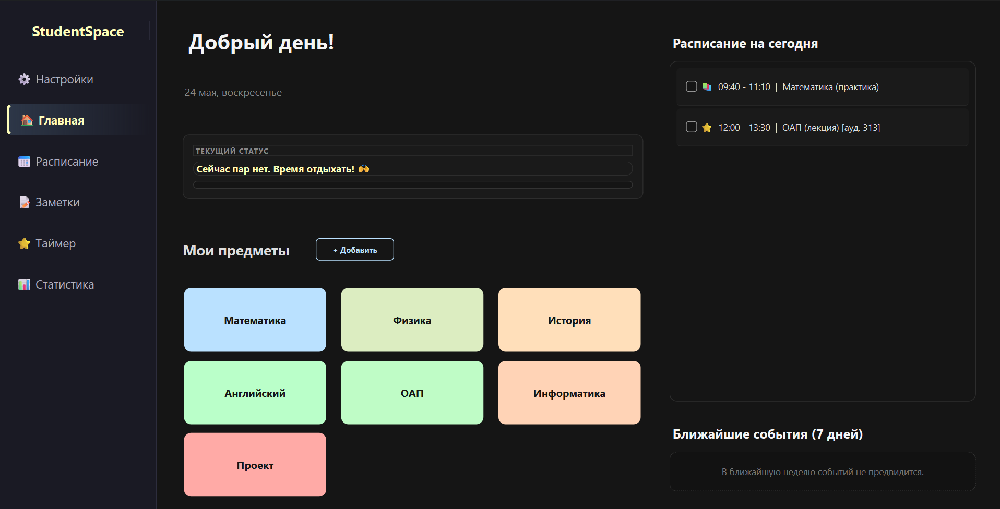 StudentSpace
Настройки
Главная
Расписание
Заметки
Таймер
Статистика
Добрый день!
24 мая, воскресенье
ТЕКУЩИЙ СТАТУС
Сейчас пар нет. Время отдыхать! 🙌
Мои предметы
+ Добавить
Математика
Физика
История
Английский
ОАП
Информатика
Проект
Расписание на сегодня
09:40 - 11:10 | Математика (практика)
12:00 - 13:30 | ОАП (лекция) [ауд. 313]
Ближайшие события (7 дней)
В ближайшую неделю событий не предвидится.